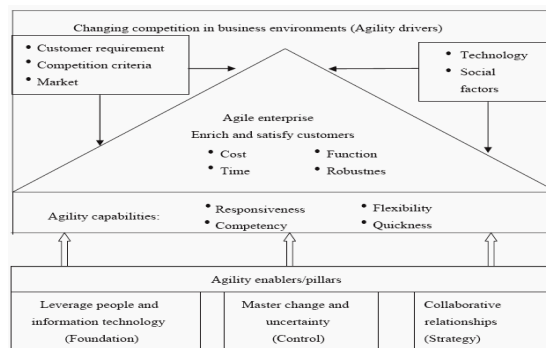 Changing competition in business environments (Agility drivers)
• Customer requirement
• Competition criteria
• Market
• Technology
• Social
factors
Agile enterprise
Enrich and satisfy customers
• Cost
• Function
• Time
• Robustnes
Agility capabilities:
• Responsiveness
• Flexibility
• Competency
• Quickness
Agility enablers/pillars
Leverage people and
information technology
(Foundation)
Master change and
uncertainty
(Control)
Collaborative
relationships
(Strategy)